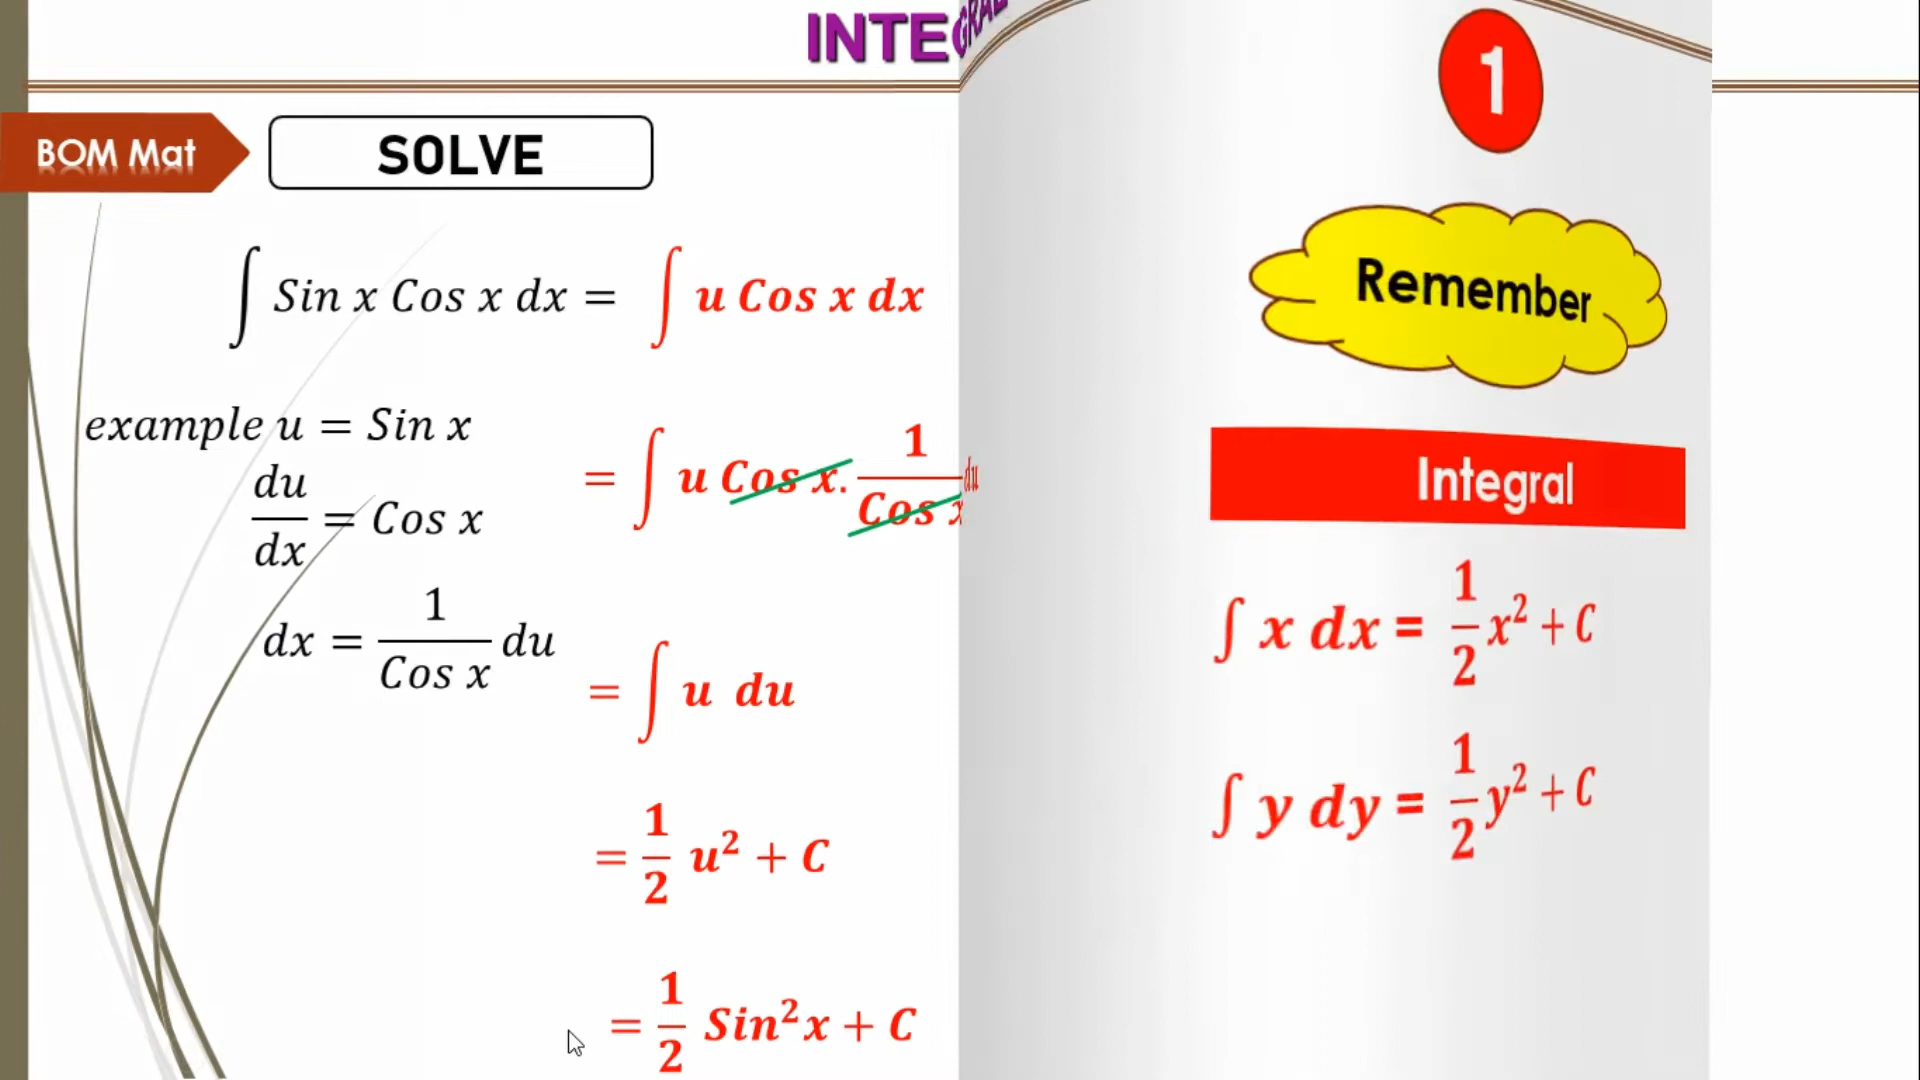 INTEGRAL
BOM Mat
SOLVE
∫ Sin x Cos x dx = ∫ u Cos x dx
example u = Sin x
du/dx = Cos x
dx = 1/Cos x du
= ∫ u Cos x. 1/Cos x du
= ∫ u du
= 1/2 u² + C
= 1/2 Sin²x + C
1
Remember
Integral
∫ x dx = 1/2 x² + C
∫ y dy = 1/2 y² + C